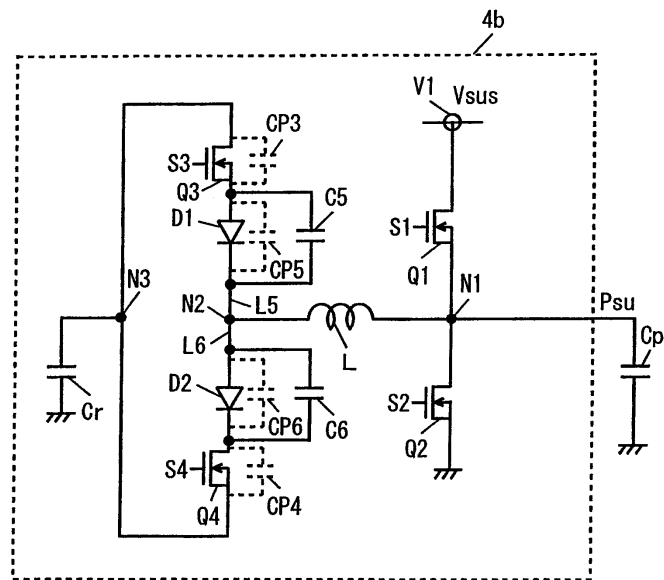 4b
V1
Vsus
CP3
S3
Q3
C5
D1
S1
CP5
Q1
N3
L5
N1
N2
Psu
L6
L
Cp
D2
Cr
CP6
C6
S2
Q2
S4
Q4
CP4